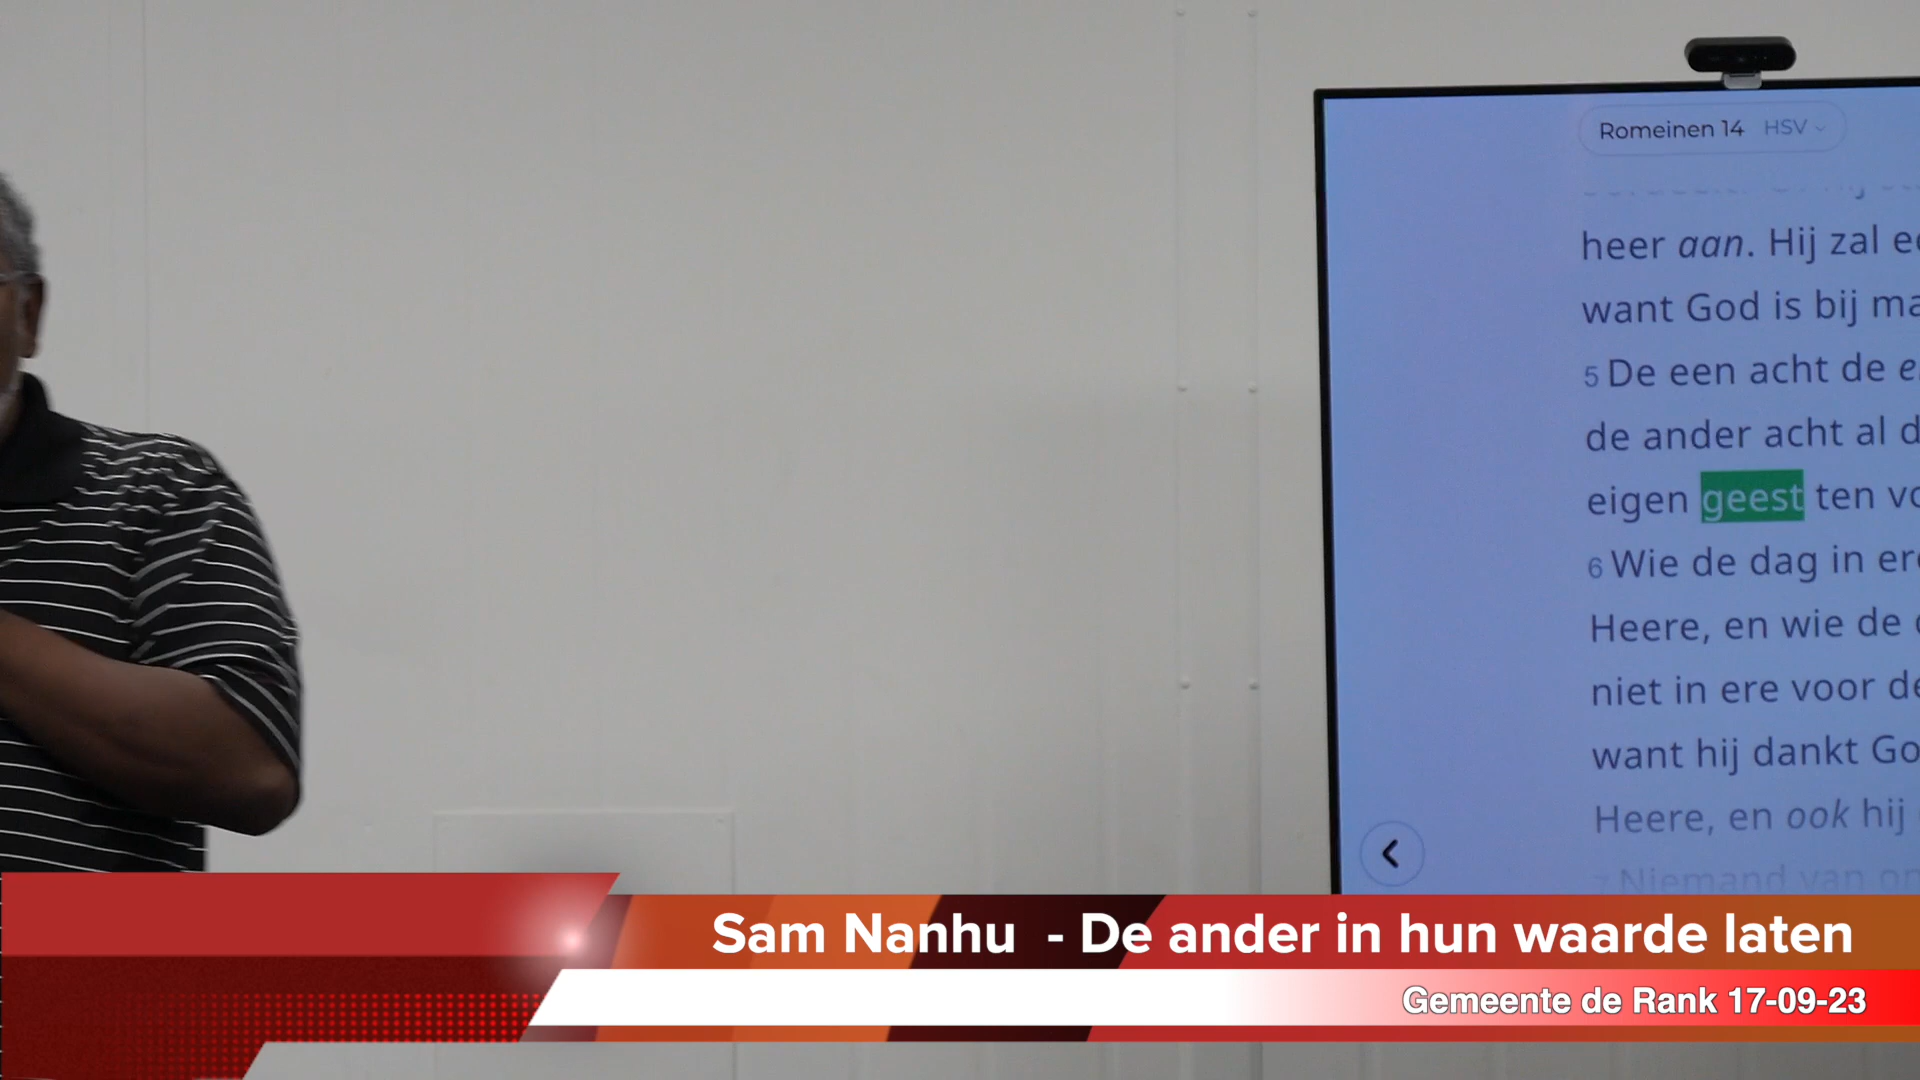 Romeinen 14 HSV
heer aan. Hij zal
want God is bij
5 De een acht de
de ander acht al
eigen geest ten
6 Wie de dag in
Heere, en wie de
niet in ere voor
want hij dankt
Heere, en ook hij
7 Niemand van
Sam Nanhu - De ander in hun waarde laten
Gemeente de Rank 17-09-23